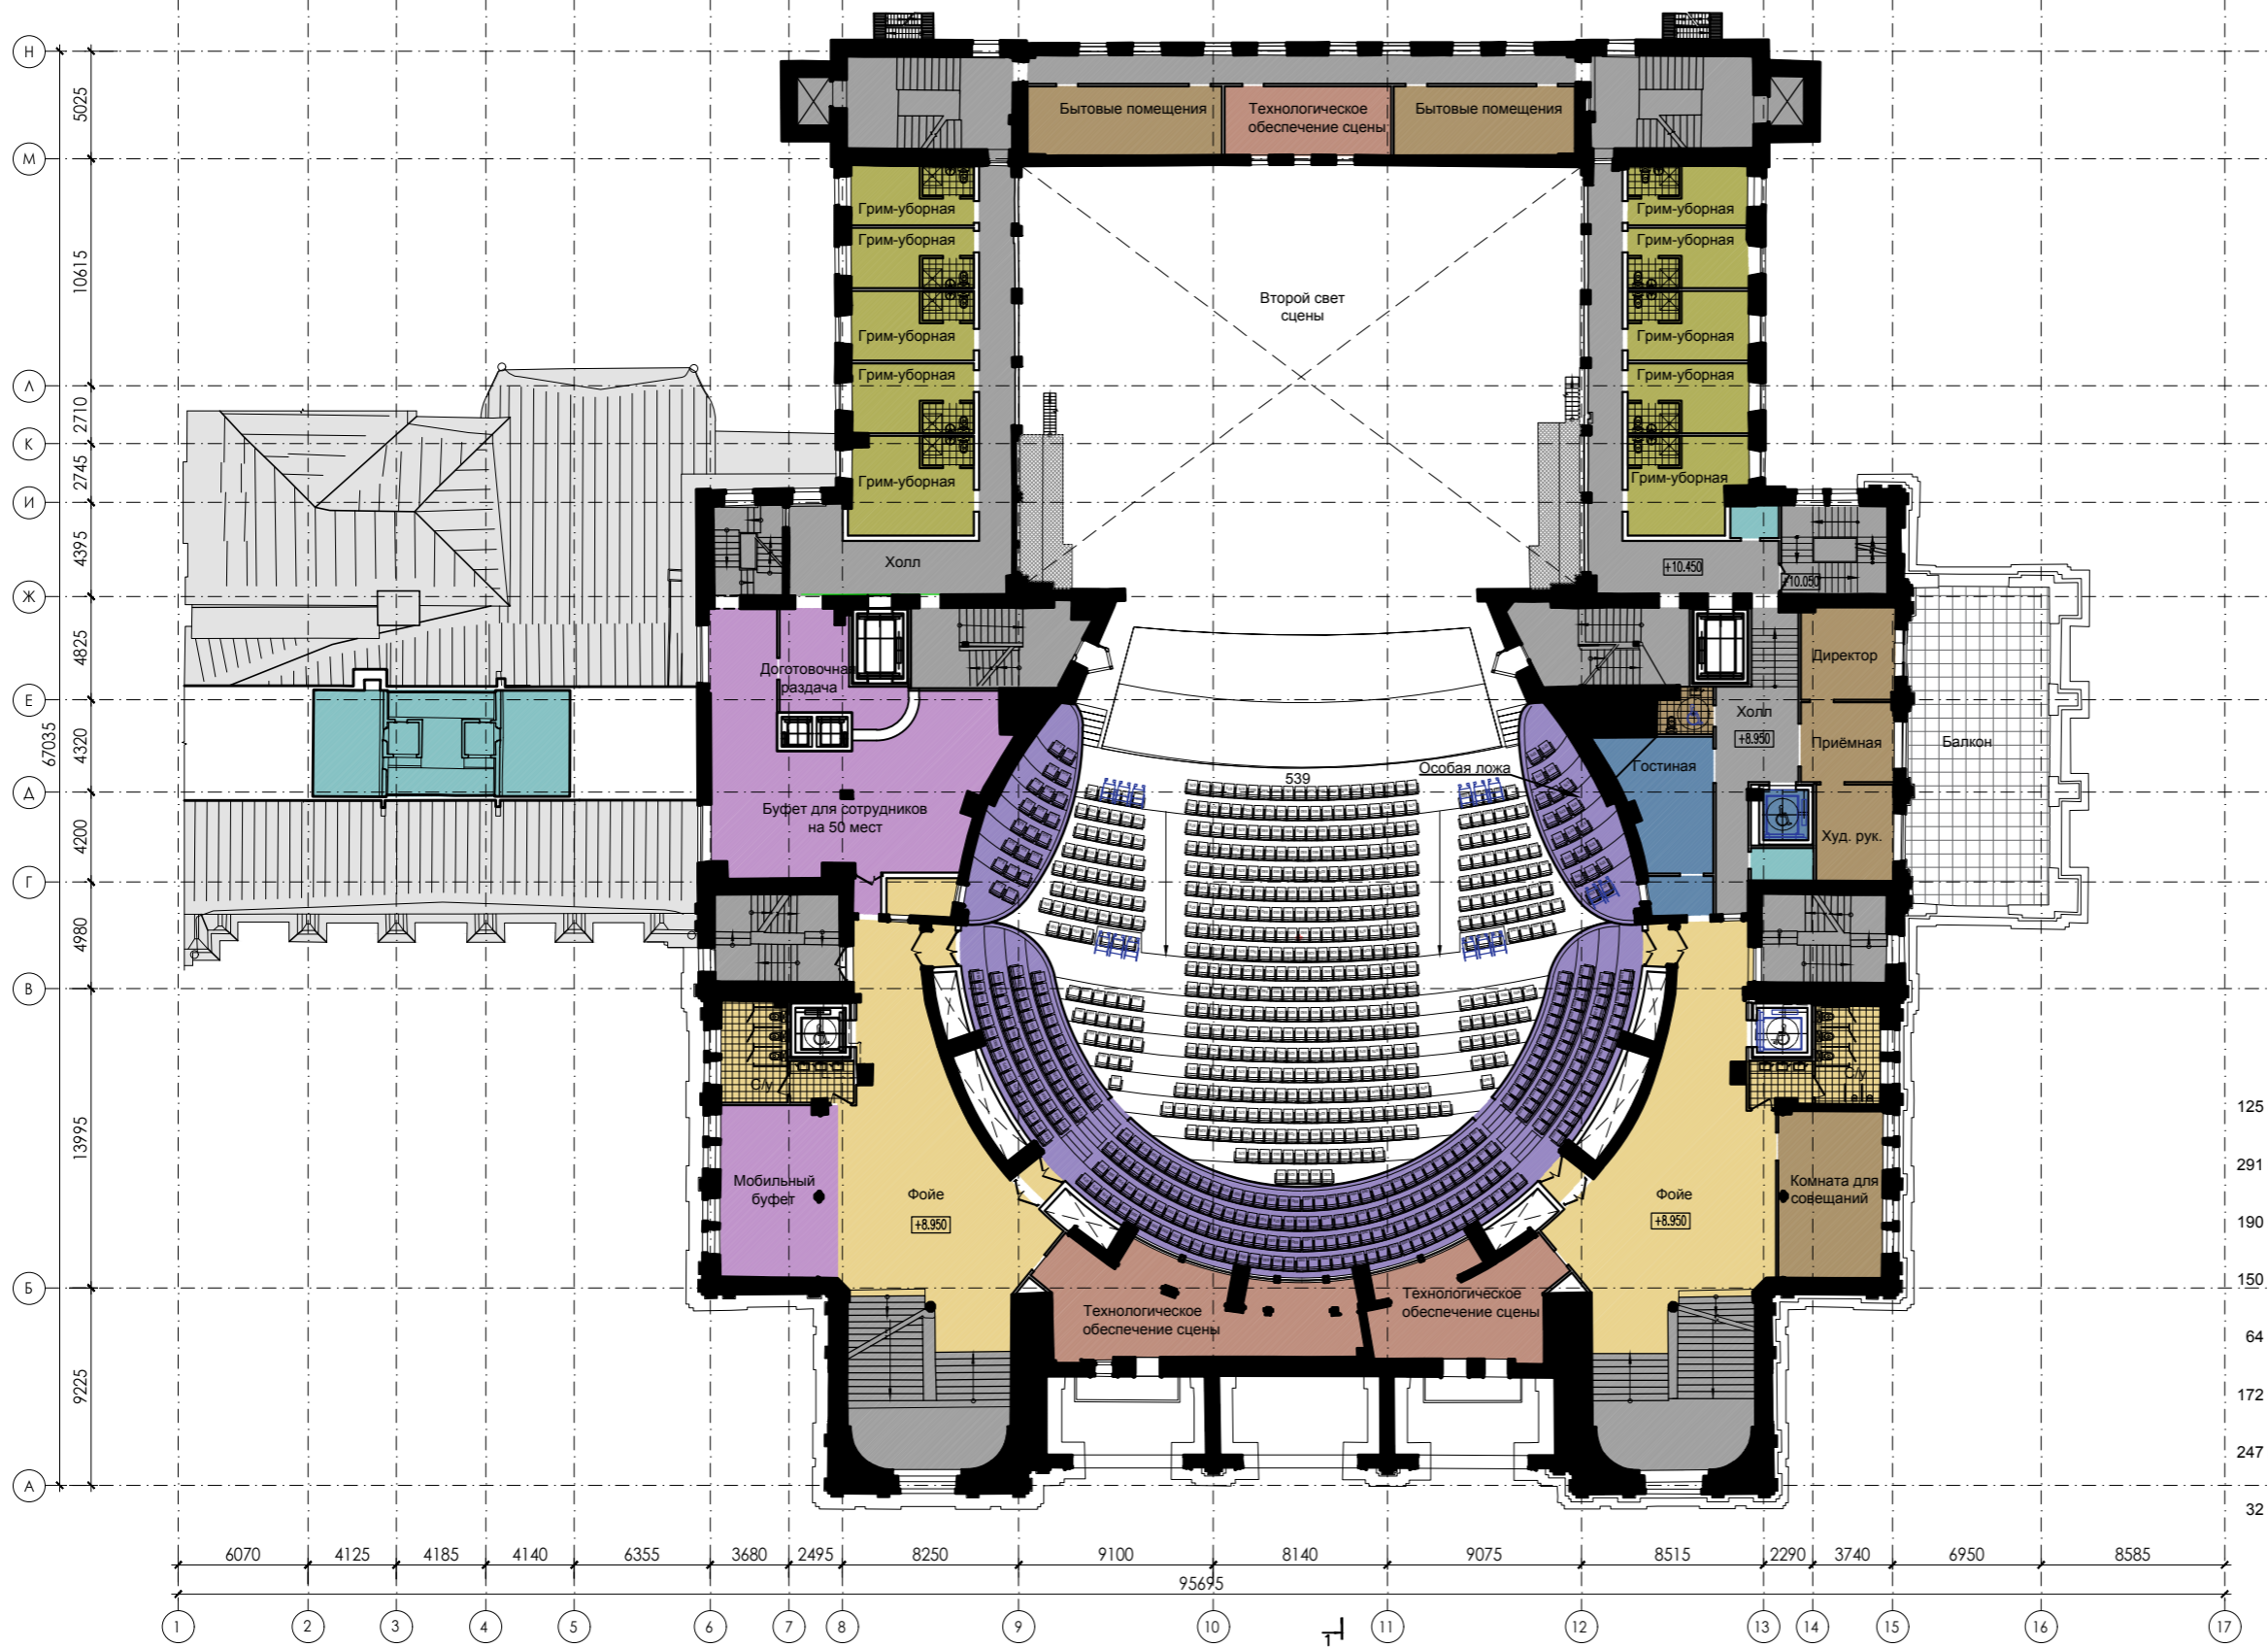 Н
5025
Бытовые помещения
Технологическое
обеспечение сцены
Бытовые помещения
М
Грим-уборная
Грим-уборная
Грим-уборная
Грим-уборная
10615
Второй свет
сцены
Грим-уборная
Грим-уборная
Грим-уборная
Грим-уборная
Л
2710
К
2745
Грим-уборная
Грим-уборная
И
4395
Холл
+10.450
+10.050
Ж
4825
Доготовочная
раздача
Директор
Е
67035
4320
Холл
+8.950
Приёмная
Балкон
Гостиная
Особая ложа
539
Д
4200
Буфет для сотрудников
на 50 мест
Худ. рук.
Г
4980
В
13995
С/у
С/у
125
291
Мобильный
буфет
Фойе
+8.950
Фойе
+8.950
Комната для
совещаний
190
150
Б
Технологическое
обеспечение сцены
Технологическое
обеспечение сцены
64
9225
172
247
А
32
6070
4125
4185
4140
6355
3680
2495
8250
9100
8140
9075
8515
2290
3740
6950
8585
95695
1
2
3
4
5
6
7
8
9
10
1
11
12
13
14
15
16
17